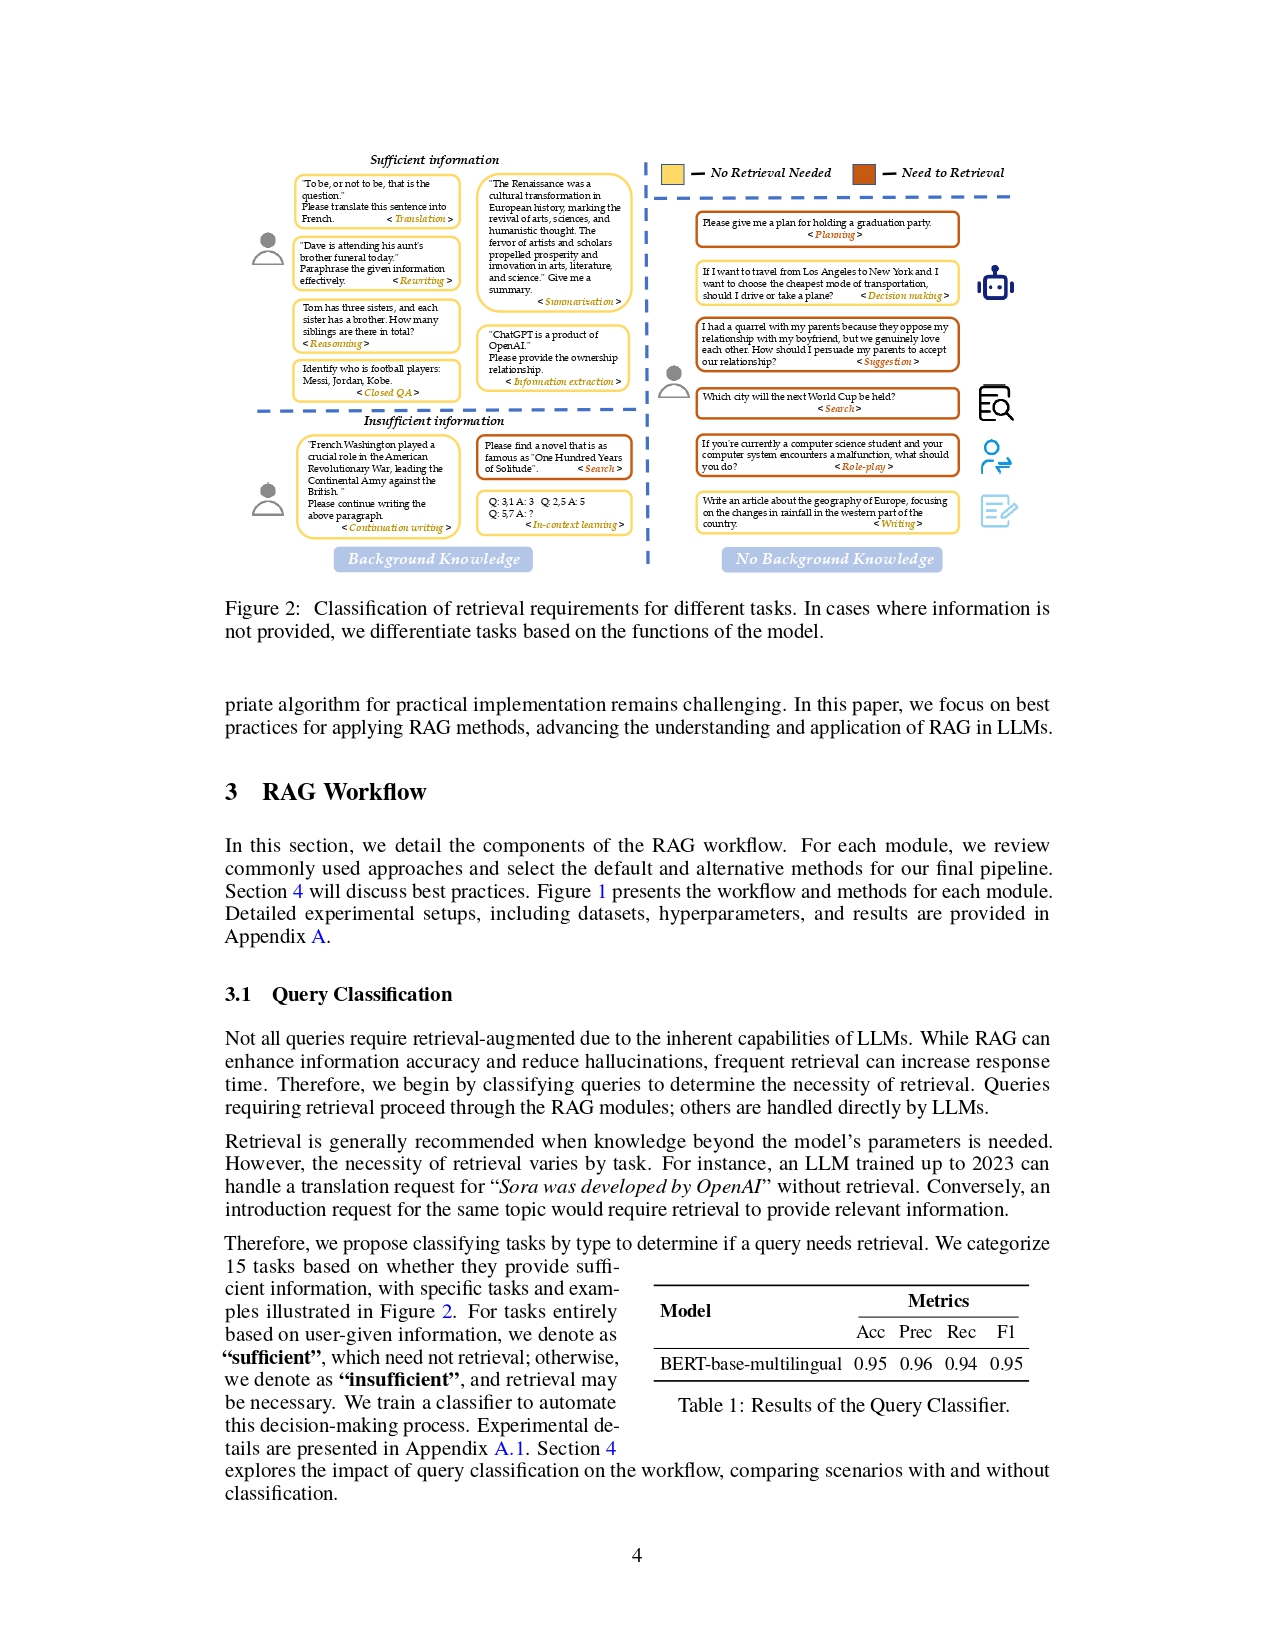 Sufficient information
"To be, or not to be, that is the
question."
Please translate this sentence into
French. < Translation >
"Dave is attending his aunt's
brother funeral today."
Paraphrase the given information
effectively. < Rewriting >
Tom has three sisters, and each
sister has a brother. How many
siblings are there in total?
< Reasonning >
Identify who is football players:
Messi, Jordan, Kobe.
< Closed QA >
"The Renaissance was a
cultural transformation in
European history, marking the
revival of arts, sciences, and
humanistic thought. The
fervor of artists and scholars
propelled prosperity and
innovation in arts, literature,
and science." Give me a
summary.
< Summarization >
"ChatGPT is a product of
OpenAI."
Please provide the ownership
relationship.
< Information extraction >
Insufficient information
"French.Washington played a
crucial role in the American
Revolutionary War, leading the
Continental Army against the
British. "
Please continue writing the
above paragraph.
< Continuation writing >
Please find a novel that is as
famous as "One Hundred Years
of Solitude". < Search >
Q: 3,1 A: 3 Q: 2,5 A: 5
Q: 5,7 A: ?
< In-context learning >
Background Knowledge
No Retrieval Needed
Need to Retrieval
Please give me a plan for holding a graduation party.
< Planning >
If I want to travel from Los Angeles to New York and I
want to choose the cheapest mode of transportation,
should I drive or take a plane? < Decision making >
I had a quarrel with my parents because they oppose my
relationship with my boyfriend, but we genuinely love
each other. How should I persuade my parents to accept
our relationship? < Suggestion >
Which city will the next World Cup be held?
< Search >
If you're currently a computer science student and your
computer system encounters a malfunction, what should
you do? < Role-play >
Write an article about the geography of Europe, focusing
on the changes in rainfall in the western part of the
country. < Writing >
No Background Knowledge
Figure 2: Classification of retrieval requirements for different tasks. In cases where information is
not provided, we differentiate tasks based on the functions of the model.
priate algorithm for practical implementation remains challenging. In this paper, we focus on best
practices for applying RAG methods, advancing the understanding and application of RAG in LLMs.
3 RAG Workflow
In this section, we detail the components of the RAG workflow. For each module, we review
commonly used approaches and select the default and alternative methods for our final pipeline.
Section 4 will discuss best practices. Figure 1 presents the workflow and methods for each module.
Detailed experimental setups, including datasets, hyperparameters, and results are provided in
Appendix A.
3.1 Query Classification
Not all queries require retrieval-augmented due to the inherent capabilities of LLMs. While RAG can
enhance information accuracy and reduce hallucinations, frequent retrieval can increase response
time. Therefore, we begin by classifying queries to determine the necessity of retrieval. Queries
requiring retrieval proceed through the RAG modules; others are handled directly by LLMs.
Retrieval is generally recommended when knowledge beyond the model's parameters is needed.
However, the necessity of retrieval varies by task. For instance, an LLM trained up to 2023 can
handle a translation request for "Sora was developed by OpenAI" without retrieval. Conversely, an
introduction request for the same topic would require retrieval to provide relevant information.
Therefore, we propose classifying tasks by type to determine if a query needs retrieval. We categorize
15 tasks based on whether they provide suffi-
cient information, with specific tasks and exam-
ples illustrated in Figure 2. For tasks entirely
based on user-given information, we denote as
"sufficient", which need not retrieval; otherwise,
we denote as "insufficient", and retrieval may
be necessary. We train a classifier to automate
this decision-making process. Experimental de-
tails are presented in Appendix A.1. Section 4
explores the impact of query classification on the workflow, comparing scenarios with and without
classification.
Model Metrics
Acc Prec Rec F1
BERT-base-multilingual 0.95 0.96 0.94 0.95
Table 1: Results of the Query Classifier.
4